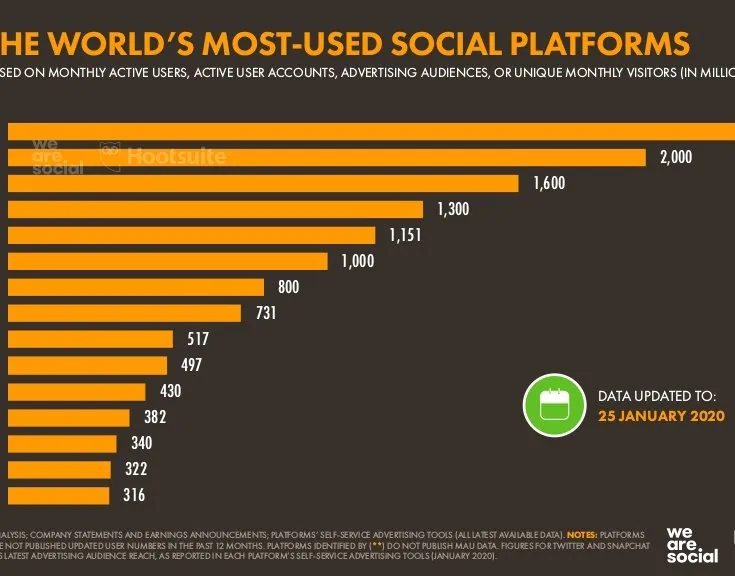 HE WORLD'S MOST-USED SOCIAL PLATFORMS
SED ON MONTHLY ACTIVE USERS, ACTIVE USER ACCOUNTS, ADVERTISING AUDIENCES, OR UNIQUE MONTHLY VISITORS (IN MILLIO
we
are
social
Hootsuite
2,000
1,600
1,300
1,151
1,000
800
731
517
497
430
382
340
322
316
DATA UPDATED TO:
25 JANUARY 2020
ALYSIS; COMPANY STATEMENTS AND EARNINGS ANNOUNCEMENTS; PLATFORMS' SELF-SERVICE ADVERTISING TOOLS (ALL LATEST AVAILABLE DATA). NOTES: PLATFORMS
E NOT PUBLISHED UPDATED USER NUMBERS IN THE PAST 12 MONTHS. PLATFORMS IDENTIFIED BY (**) DO NOT PUBLISH MAU DATA. FIGURES FOR TWITTER AND SNAPCHAT
S LATEST ADVERTISING AUDIENCE REACH, AS REPORTED IN EACH PLATFORM'S SELF-SERVICE ADVERTISING TOOLS (JANUARY 2020).
we
are
social